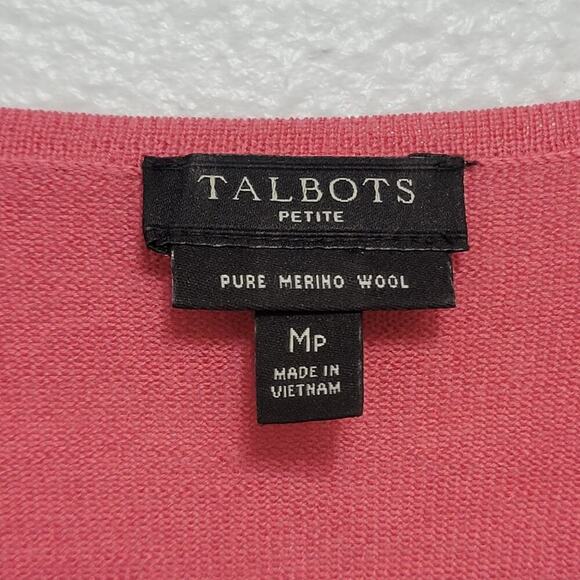 TALBOTS
PETITE
PURE MERINO WOOL
MP
MADE IN
VIETNAM